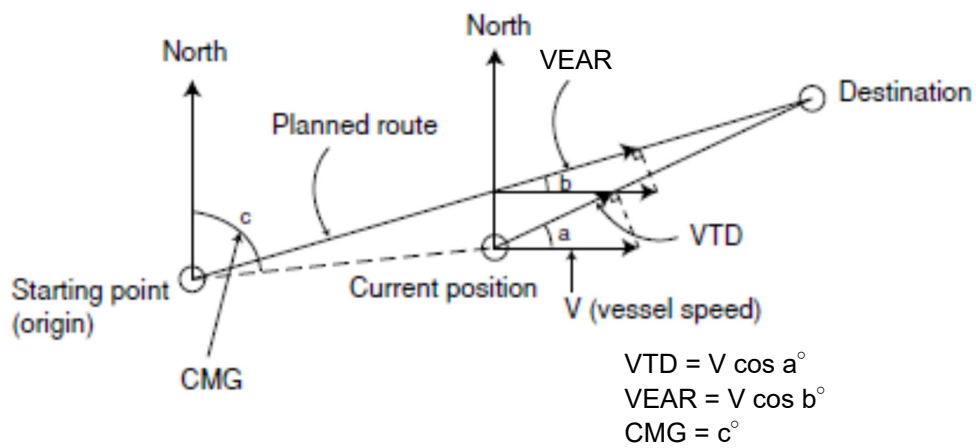 North
North
VEAR
Destination
Planned route
b
c
a
VTD
Starting point
(origin)
Current position
V (vessel speed)
CMG
VTD = V cos a°
VEAR = V cos b°
CMG = c°